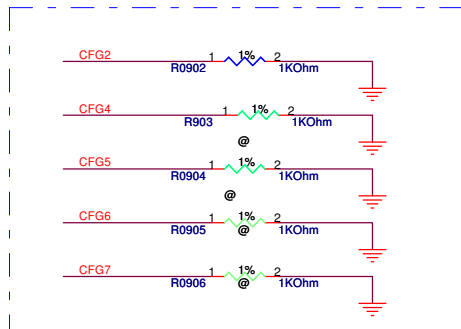 CFG2 1 1% 2
R0902 1KOhm
CFG4 1 1% 2
R903 1KOhm
@
CFG5 1 1% 2
R0904 1KOhm
@
CFG6 1 1% 2
R0905 @ 1KOhm
CFG7 1 1% 2
R0906 @ 1KOhm